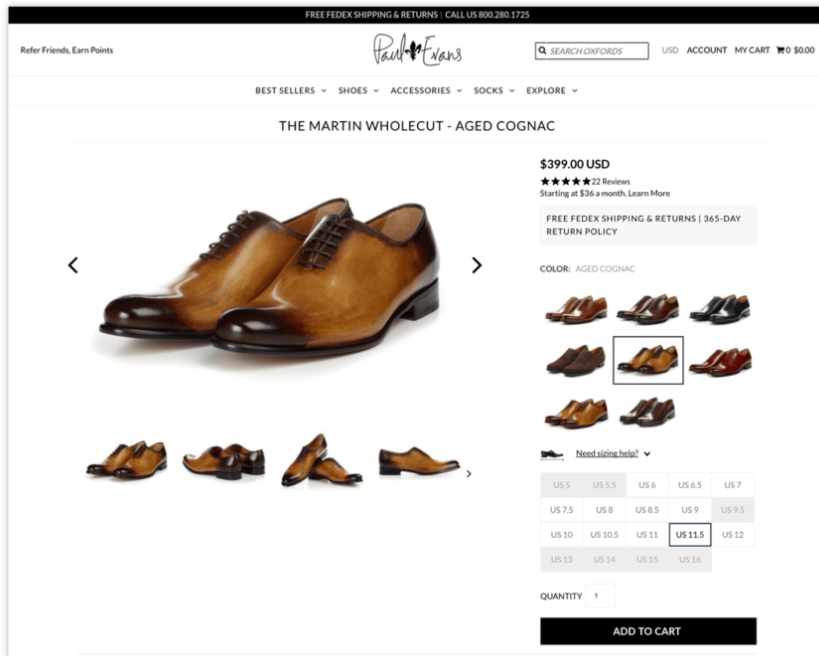 FREE FEDEX SHIPPING & RETURNS | CALL US 800.280.1725
Refer Friends, Earn Points
Paul Evans
SEARCH OXFORDS
USD ACCOUNT MY CART 0 $0.00
BEST SELLERS SHOES ACCESSORIES SOCKS EXPLORE
THE MARTIN WHOLECUT - AGED COGNAC
$399.00 USD
22 Reviews
Starting at $36 a month. Learn More
FREE FEDEX SHIPPING & RETURNS | 365-DAY
RETURN POLICY
COLOR: AGED COGNAC
Need sizing help?
US 5 US 5.5 US 6 US 6.5 US 7
US 7.5 US 8 US 8.5 US 9 US 9.5
US 10 US 10.5 US 11 US 11.5 US 12
US 13 US 14 US 15 US 16
QUANTITY 1
ADD TO CART